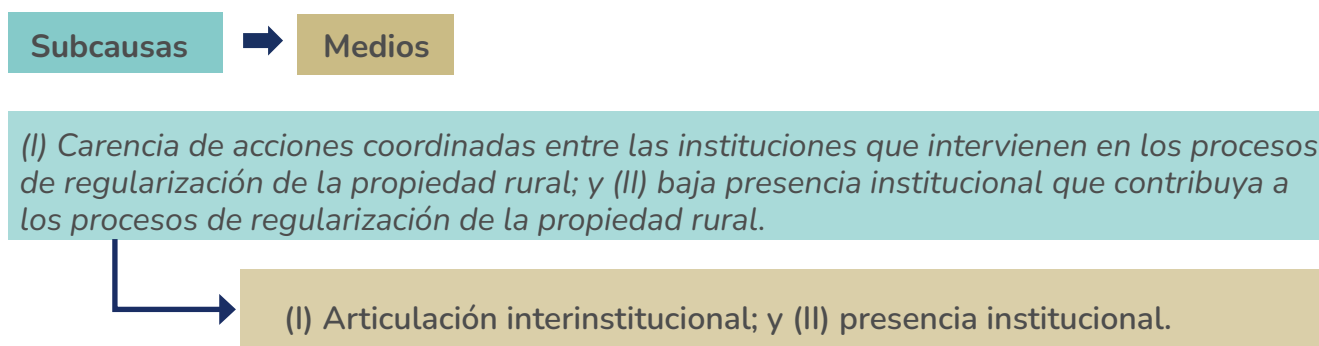 Subcausas
Medios
(I) Carencia de acciones coordinadas entre las instituciones que intervienen en los procesos
de regularización de la propiedad rural; y (II) baja presencia institucional que contribuya a
los procesos de regularización de la propiedad rural.
(I) Articulación interinstitucional; y (II) presencia institucional.